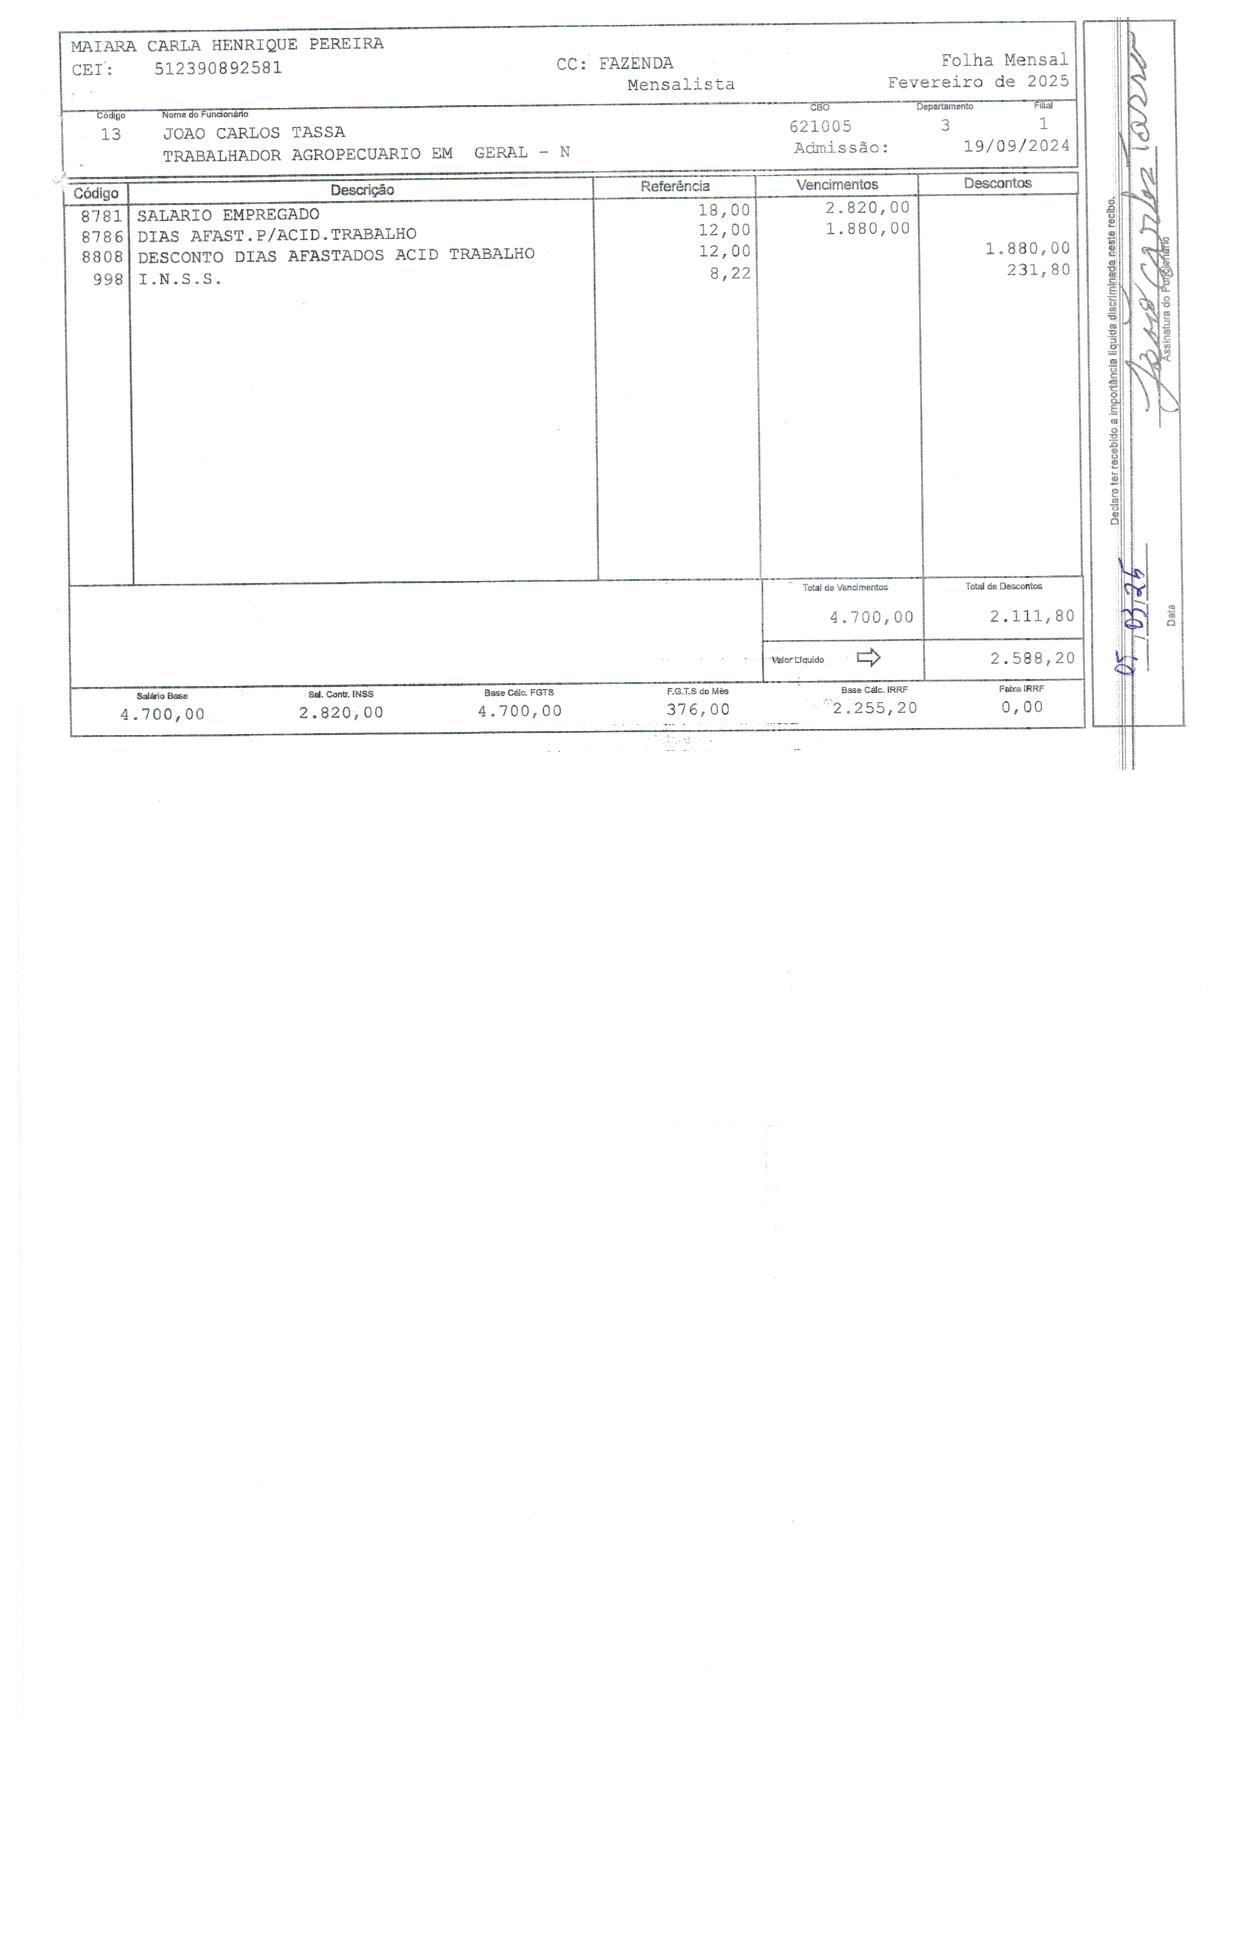 MAIARA CARLA HENRIQUE PEREIRA
CEI: 512390892581 CC: FAZENDA Folha Mensal
Mensalista Fevereiro de 2025
Código Nome do Funcionário CBO Departamento Filial
13 JOAO CARLOS TASSA 621005 3 1
TRABALHADOR AGROPECUARIO EM GERAL - N Admissão: 19/09/2024
Código Descrição Referência Vencimentos Descontos
8781 SALARIO EMPREGADO 18,00 2.820,00
8786 DIAS AFAST.P/ACID.TRABALHO 12,00 1.880,00
8808 DESCONTO DIAS AFASTADOS ACID TRABALHO 12,00 1.880,00
998 I.N.S.S. 8,22 231,80
Total de Vencimentos Total de Descontos
4.700,00 2.111,80
Valor Líquido 2.588,20
Salário Base Sal. Contr. INSS Base Cálc. FGTS F.G.T.S do Mês Base Cálc. IRRF Faixa IRRF
4.700,00 2.820,00 4.700,00 376,00 2.255,20 0,00
Declaro ter recebido a importância líquida discriminada neste recibo.
05 03 25 João Carlos Tassa
Data Assinatura do Funcionário